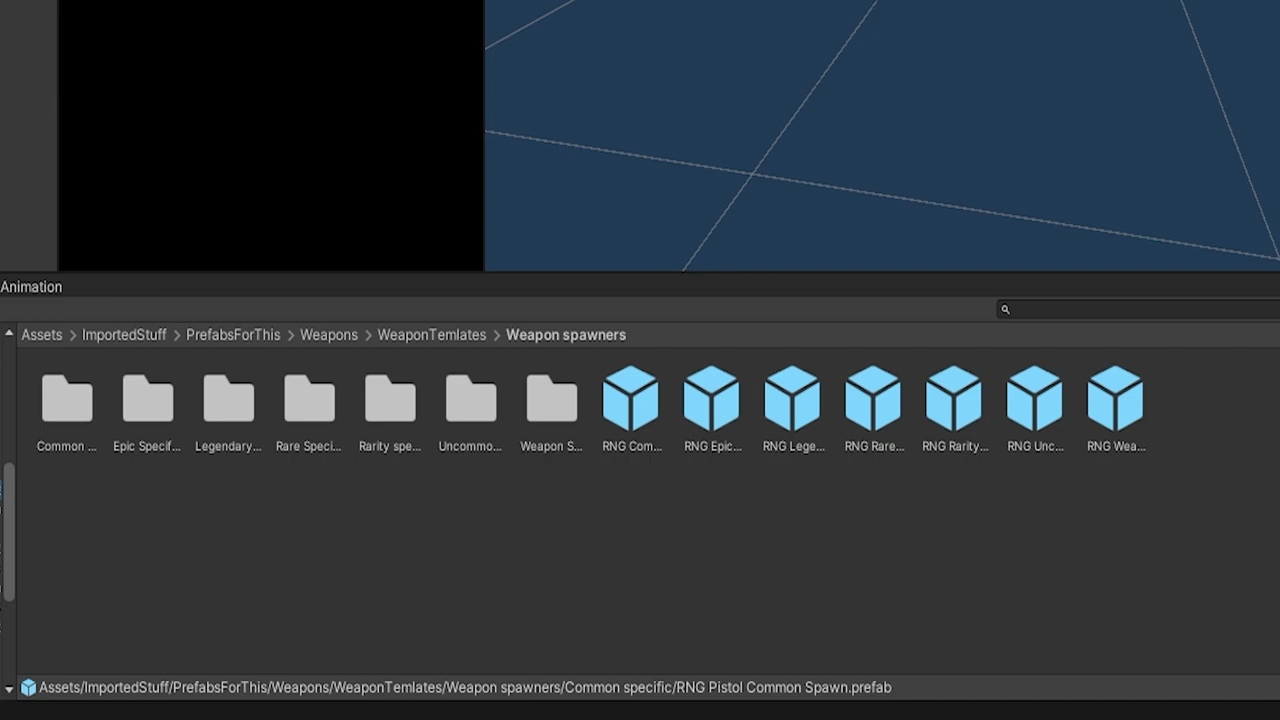 Animation
Assets > ImportedStuff > PrefabsForThis > Weapons > WeaponTemlates > Weapon spawners
Common ... Epic Specif... Legendary... Rare Speci... Rarity spe... Uncommo... Weapon S... RNG Com... RNG Epic... RNG Lege... RNG Rare... RNG Rarity... RNG Unc... RNG Wea...
Assets/ImportedStuff/PrefabsForThis/Weapons/WeaponTemlates/Weapon spawners/Common specific/RNG Pistol Common Spawn.prefab